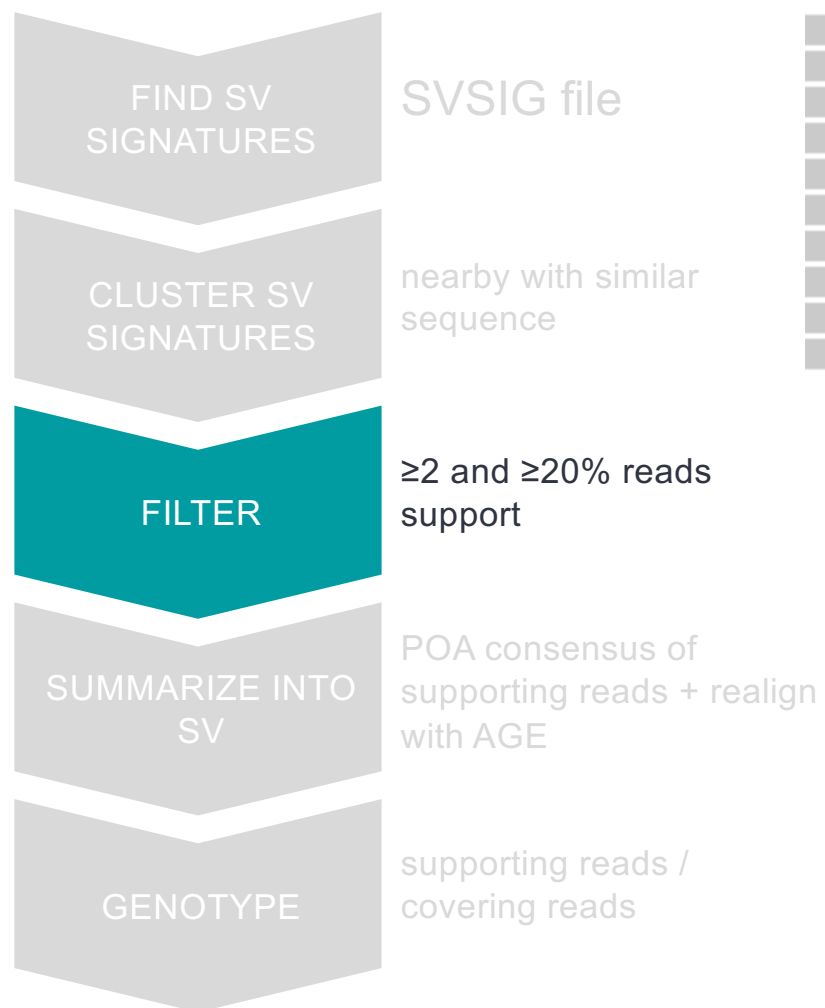 FIND SV
SIGNATURES
SVSIG file
CLUSTER SV
SIGNATURES
nearby with similar
sequence
FILTER
≥2 and ≥20% reads
support
SUMMARIZE INTO
SV
POA consensus of
supporting reads + realign
with AGE
GENOTYPE
supporting reads /
covering reads